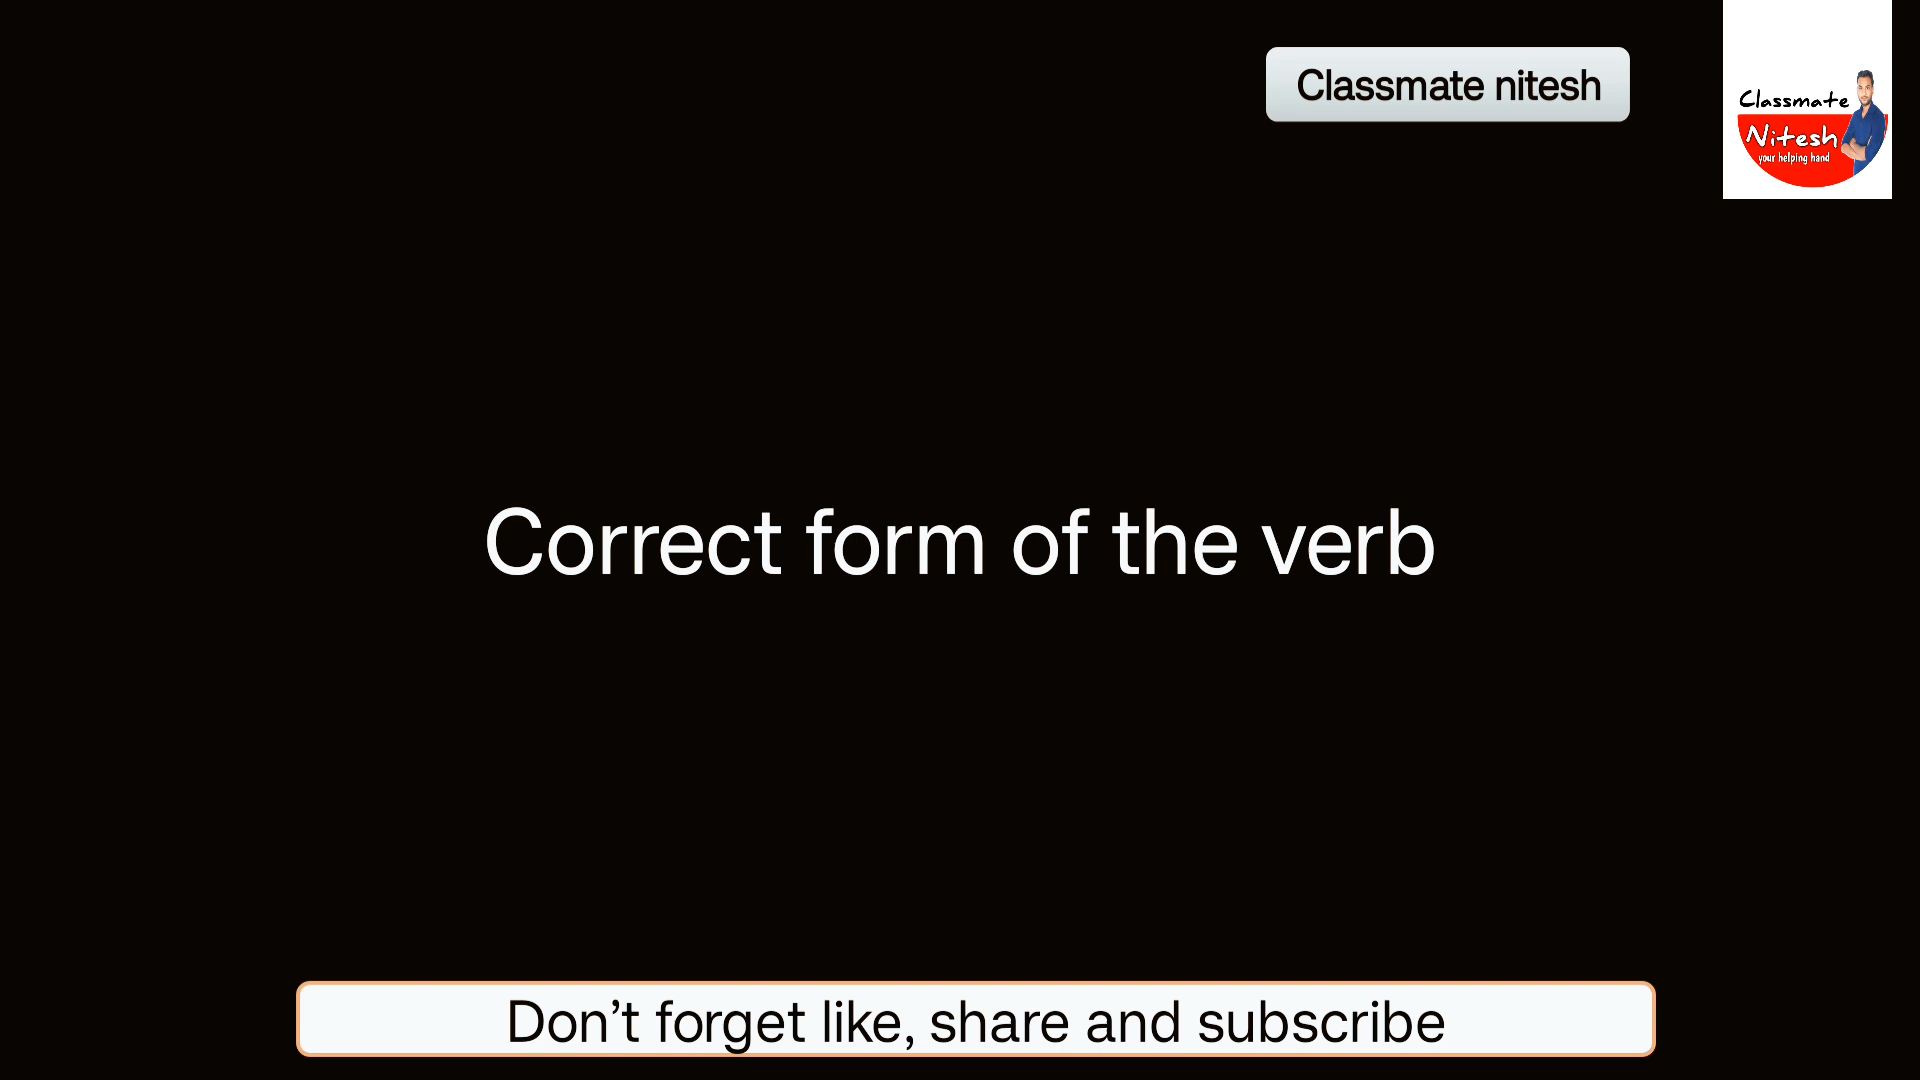 Classmate nitesh
Classmate
Nitesh
your helping hand
Correct form of the verb
Don’t forget like, share and subscribe